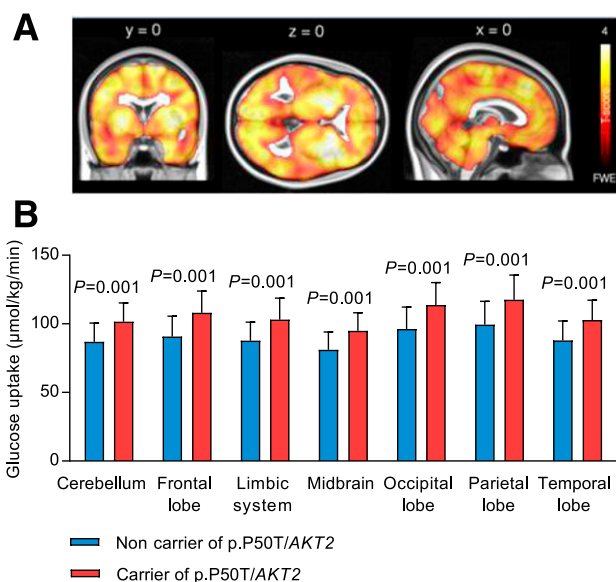 A
y = 0
z = 0
x = 0
4
T-score
FWE
B
Glucose uptake (µmol/kg/min)
150
100
50
0
P=0.001
P=0.001
P=0.001
P=0.001
P=0.001
P=0.001
P=0.001
Cerebellum
Frontal
lobe
Limbic
system
Midbrain
Occipital
lobe
Parietal
lobe
Temporal
lobe
Non carrier of p.P50T/AKT2
Carrier of p.P50T/AKT2